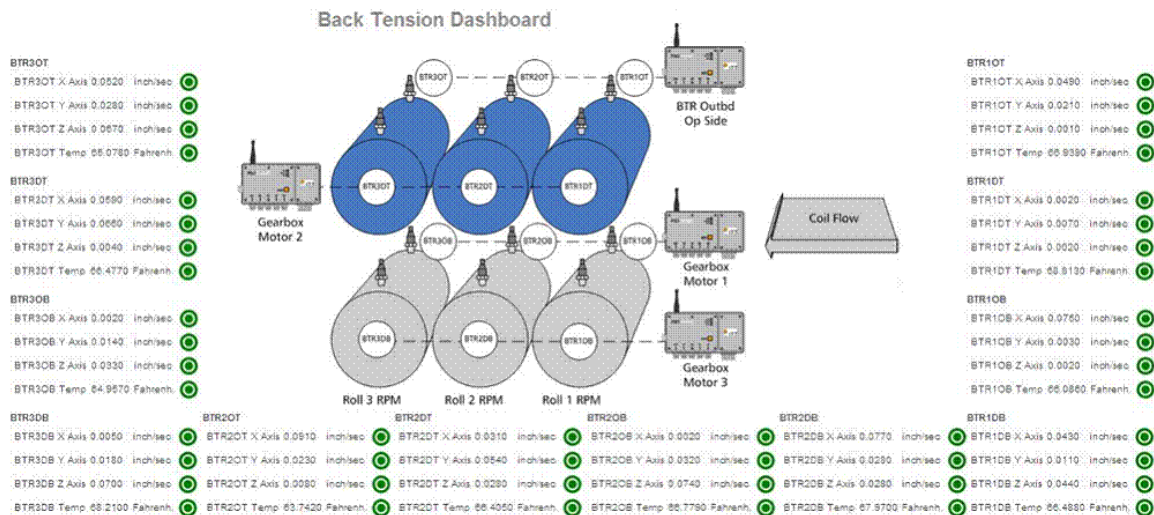 Back Tension Dashboard
BTR3OT
BTR3OT X Axis 0.0520 inch/sec
BTR3OT Y Axis 0.0280 inch/sec
BTR3OT Z Axis 0.0670 inch/sec
BTR3OT Temp 65.0780 Fahrenh.
BTR3DT
BTR3DT X Axis 0.0590 inch/sec
BTR3DT Y Axis 0.0660 inch/sec
BTR3DT Z Axis 0.0040 inch/sec
BTR3DT Temp 66.4770 Fahrenh.
BTR3OB
BTR3OB X Axis 0.0020 inch/sec
BTR3OB Y Axis 0.0140 inch/sec
BTR3OB Z Axis 0.0330 inch/sec
BTR3OB Temp 64.9570 Fahrenh.
BTR3OT
BTR2OT
BTR1OT
BTR Outbd
Op Side
BTR3DT
BTR2DT
BTR1DT
Gearbox
Motor 2
BTR3OB
BTR2OB
BTR1OB
Gearbox
Motor 1
BTR3DB
BTR2DB
BTR1DB
Gearbox
Motor 3
Roll 3 RPM
Roll 2 RPM
Roll 1 RPM
Coil Flow
BTR1OT
BTR1OT X Axis 0.0490 inch/sec
BTR1OT Y Axis 0.0210 inch/sec
BTR1OT Z Axis 0.0010 inch/sec
BTR1OT Temp 66.9390 Fahrenh.
BTR1DT
BTR1DT X Axis 0.0020 inch/sec
BTR1DT Y Axis 0.0070 inch/sec
BTR1DT Z Axis 0.0620 inch/sec
BTR1DT Temp 68.8130 Fahrenh.
BTR1OB
BTR1OB X Axis 0.0760 inch/sec
BTR1OB Y Axis 0.0030 inch/sec
BTR1OB Z Axis 0.0020 inch/sec
BTR1OB Temp 66.0860 Fahrenh.
BTR3DB
BTR3DB X Axis 0.0050 inch/sec
BTR3DB Y Axis 0.0180 inch/sec
BTR3DB Z Axis 0.0700 inch/sec
BTR3DB Temp 68.2100 Fahrenh.
BTR2OT
BTR2OT X Axis 0.0910 inch/sec
BTR2OT Y Axis 0.0230 inch/sec
BTR2OT Z Axis 0.0080 inch/sec
BTR2OT Temp 63.7420 Fahrenh.
BTR2DT
BTR2DT X Axis 0.0310 inch/sec
BTR2DT Y Axis 0.0540 inch/sec
BTR2DT Z Axis 0.0280 inch/sec
BTR2DT Temp 66.4050 Fahrenh.
BTR2OB
BTR2OB X Axis 0.0020 inch/sec
BTR2OB Y Axis 0.0320 inch/sec
BTR2OB Z Axis 0.0740 inch/sec
BTR2OB Temp 66.7790 Fahrenh.
BTR2DB
BTR2DB X Axis 0.0770 inch/sec
BTR2DB Y Axis 0.0280 inch/sec
BTR2DB Z Axis 0.0280 inch/sec
BTR2DB Temp 67.9700 Fahrenh.
BTR1DB
BTR1DB X Axis 0.0430 inch/sec
BTR1DB Y Axis 0.0110 inch/sec
BTR1DB Z Axis 0.0440 inch/sec
BTR1DB Temp 66.4880 Fahrenh.